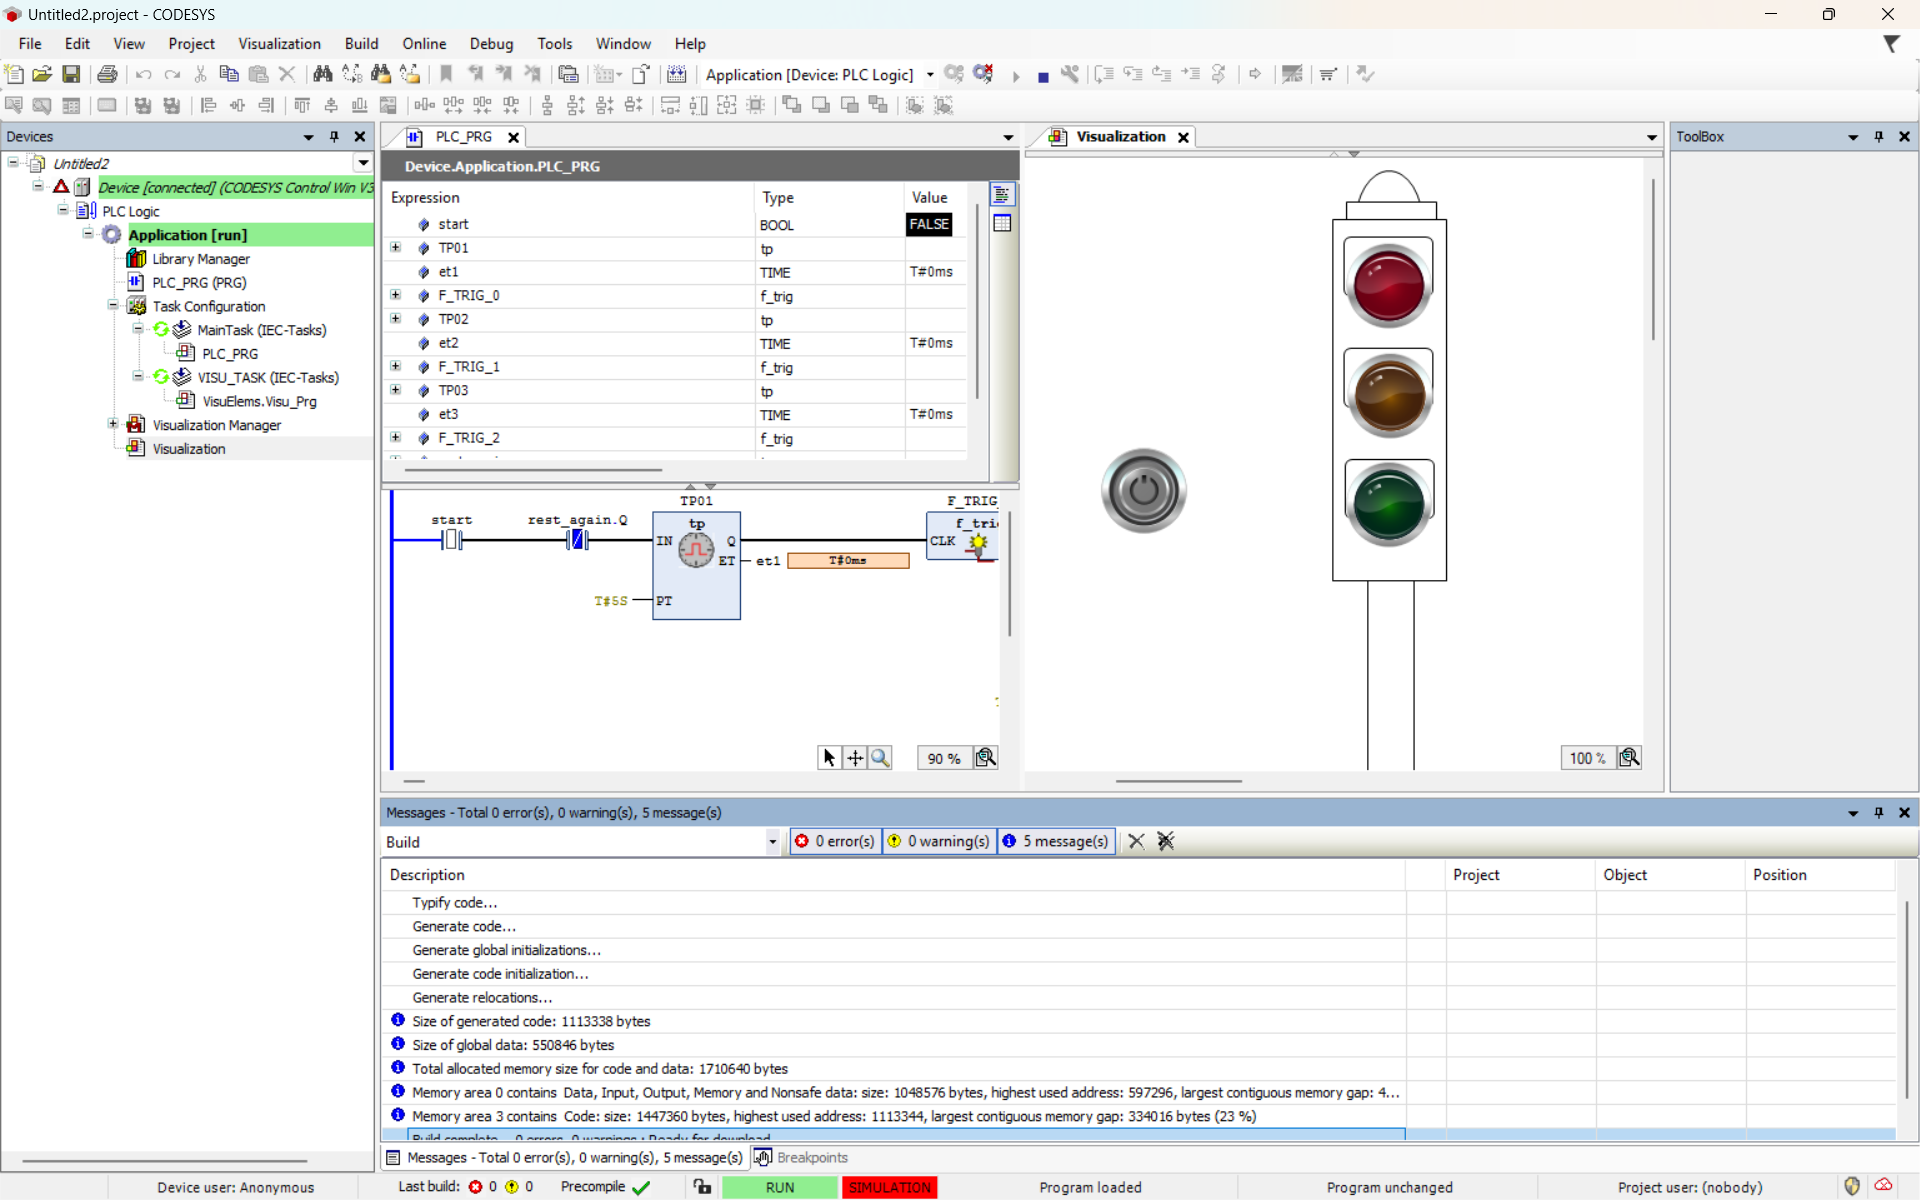 Untitled2.project - CODESYS
File Edit View Project Visualization Build Online Debug Tools Window Help
Application [Device: PLC Logic]
Devices
Untitled2
Device [connected] (CODESYS Control Win V3
PLC Logic
Application [run]
Library Manager
PLC_PRG (PRG)
Task Configuration
MainTask (IEC-Tasks)
PLC_PRG
VISU_TASK (IEC-Tasks)
VisuElems.Visu_Prg
Visualization Manager
Visualization
PLC_PRG
Device.Application.PLC_PRG
Expression Type Value
start BOOL FALSE
TP01 tp
et1 TIME T#0ms
F_TRIG_0 f_trig
TP02 tp
et2 TIME T#0ms
F_TRIG_1 f_trig
TP03 tp
et3 TIME T#0ms
F_TRIG_2 f_trig
TP01 F_TRIG
start rest_again.Q tp f_trig
IN Q CLK
ET et1 T#0ms
T#5S PT
90 %
Visualization
100 %
ToolBox
Messages - Total 0 error(s), 0 warning(s), 5 message(s)
Build 0 error(s) 0 warning(s) 5 message(s)
Description Project Object Position
Typify code...
Generate code...
Generate global initializations...
Generate code initialization...
Generate relocations...
Size of generated code: 1113338 bytes
Size of global data: 550846 bytes
Total allocated memory size for code and data: 1710640 bytes
Memory area 0 contains Data, Input, Output, Memory and Nonsafe data: size: 1048576 bytes, highest used address: 597296, largest contiguous memory gap: 4...
Memory area 3 contains Code: size: 1447360 bytes, highest used address: 1113344, largest contiguous memory gap: 334016 bytes (23 %)
Build complete -- 0 errors, 0 warnings : Ready for download
Messages - Total 0 error(s), 0 warning(s), 5 message(s) Breakpoints
Device user: Anonymous Last build: 0 0 Precompile RUN SIMULATION Program loaded Program unchanged Project user: (nobody)